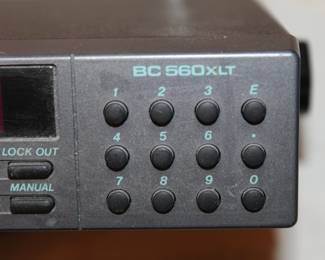 BC 560XLT
1 2 3 E
4 5 6 •
LOCK OUT
7 8 9 0
MANUAL